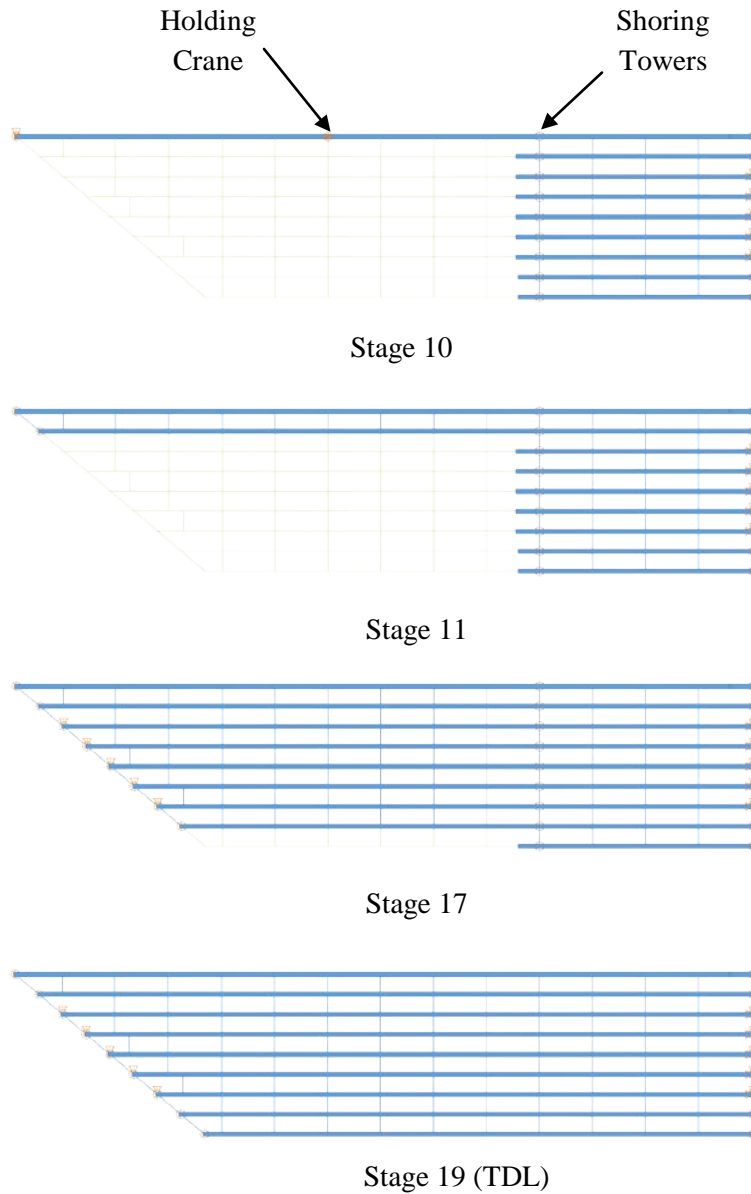 Holding
Crane
Shoring
Towers
Stage 10
Stage 11
Stage 17
Stage 19 (TDL)